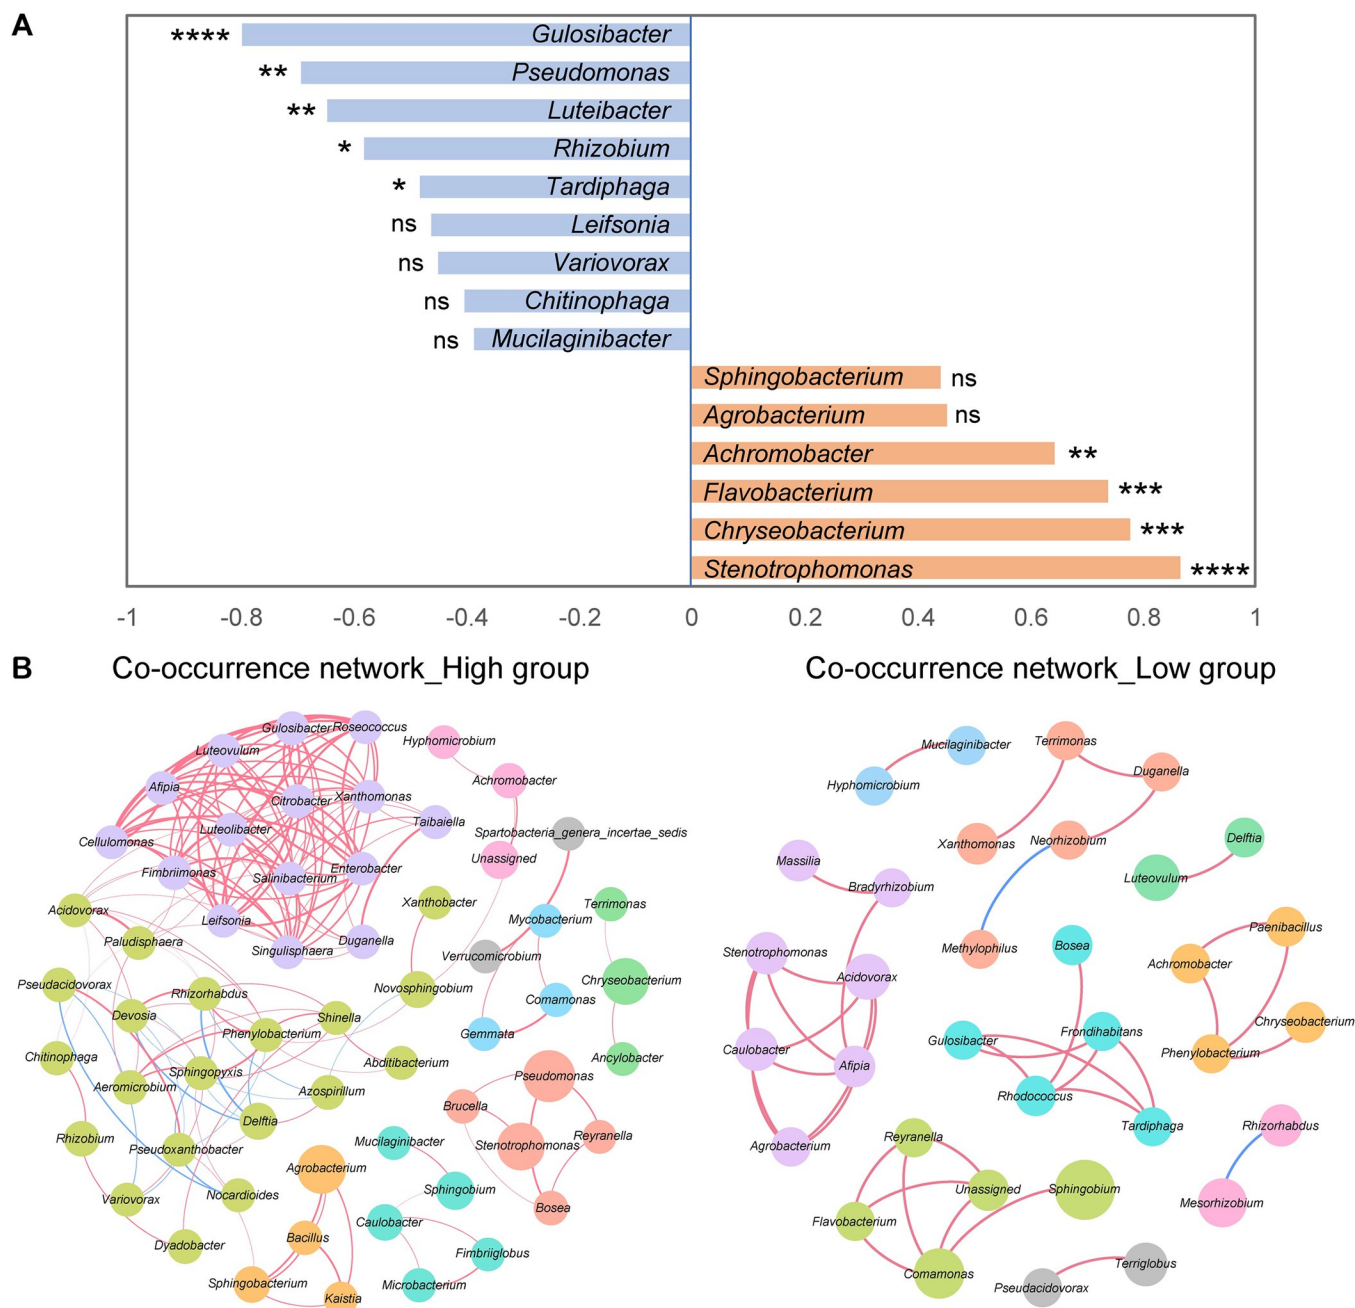 A
**** Gulosibacter
** Pseudomonas
** Luteibacter
* Rhizobium
* Tardiphaga
ns Leifsonia
ns Variovorax
ns Chitinophaga
ns Mucilaginibacter
Sphingobacterium ns
Agrobacterium ns
Achromobacter **
Flavobacterium ***
Chryseobacterium ***
Stenotrophomonas ****
-1 -0.8 -0.6 -0.4 -0.2 0 0.2 0.4 0.6 0.8 1
B
Co-occurrence network_High group
Gulosibacter
Roseococcus
Hyphomicrobium
Luteovulum
Afipia
Achromobacter
Citrobacter
Xanthomonas
Taibaiella
Luteolibacter
Cellulomonas
Spartobacteria_genera_incertae_sedis
Unassigned
Fimbriimonas
Salinibacterium
Enterobacter
Acidovorax
Leifsonia
Xanthobacter
Terrimonas
Mycobacterium
Paludisphaera
Singulisphaera
Duganella
Verrucomicrobium
Pseudacidovorax
Rhizorhabdus
Novosphingobium
Chryseobacterium
Devosia
Shinella
Comamonas
Phenylobacterium
Gemmata
Chitinophaga
Abditibacterium
Ancylobacter
Sphingopyxis
Aeromicrobium
Azospirillum
Pseudomonas
Brucella
Delftia
Rhizobium
Pseudoxanthobacter
Mucilaginibacter
Stenotrophomonas
Reyranella
Agrobacterium
Variovorax
Nocardioides
Sphingobium
Bosea
Caulobacter
Dyadobacter
Bacillus
Fimbriiglobus
Sphingobacterium
Microbacterium
Kaistia
Co-occurrence network_Low group
Mucilaginibacter
Terrimonas
Duganella
Hyphomicrobium
Xanthomonas
Neorhizobium
Delftia
Massilia
Bradyrhizobium
Luteovulum
Methylophilus
Bosea
Paenibacillus
Stenotrophomonas
Acidovorax
Achromobacter
Chryseobacterium
Gulosibacter
Frondihabitans
Caulobacter
Phenylobacterium
Afipia
Rhodococcus
Tardiphaga
Rhizorhabdus
Agrobacterium
Reyranella
Unassigned
Sphingobium
Mesorhizobium
Flavobacterium
Comamonas
Terriglobus
Pseudacidovorax